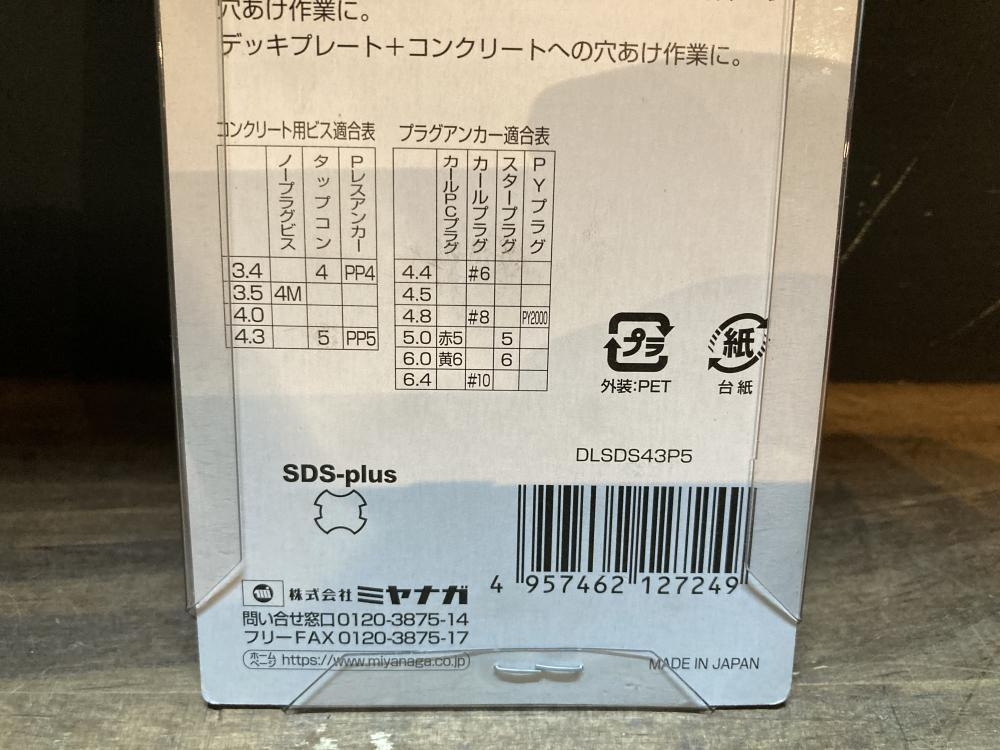 穴あけ作業に。
デッキプレート＋コンクリートへの穴あけ作業に。
コンクリート用ビス適合表
ノープラグビス タップコン Pレスアンカー
3.4 4 PP4
3.5 4M
4.0
4.3 5 PP5
プラグアンカー適合表
カールPCプラグ カールプラグ スタープラグ PYプラグ
4.4 #6
4.5
4.8 #8 PY2000
5.0 赤5 5
6.0 黄6 6
6.4 #10
プラ
外装:PET
紙
台紙
DLSDS43P5
SDS-plus
4 957462 127249
株式会社ミヤナガ
問い合せ窓口0120-3875-14
フリーFAX 0120-3875-17
ホームページ https://www.miyanaga.co.jp
MADE IN JAPAN